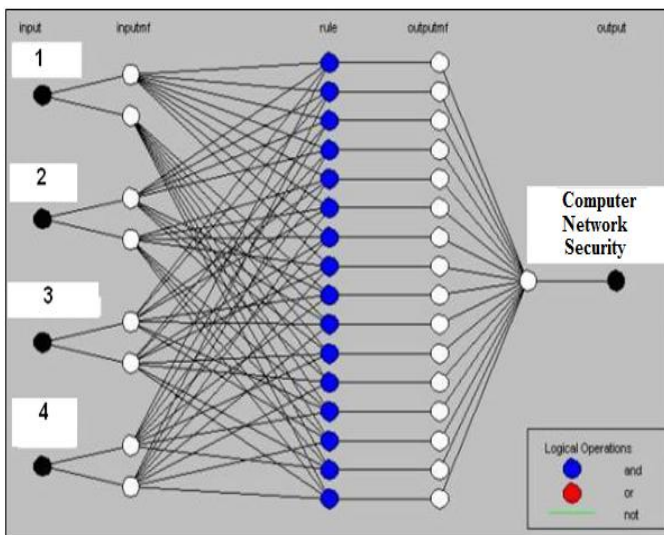 input
inputmf
rule
outputmf
output
1
2
3
4
Computer
Network
Security
Logical Operations
and
or
not